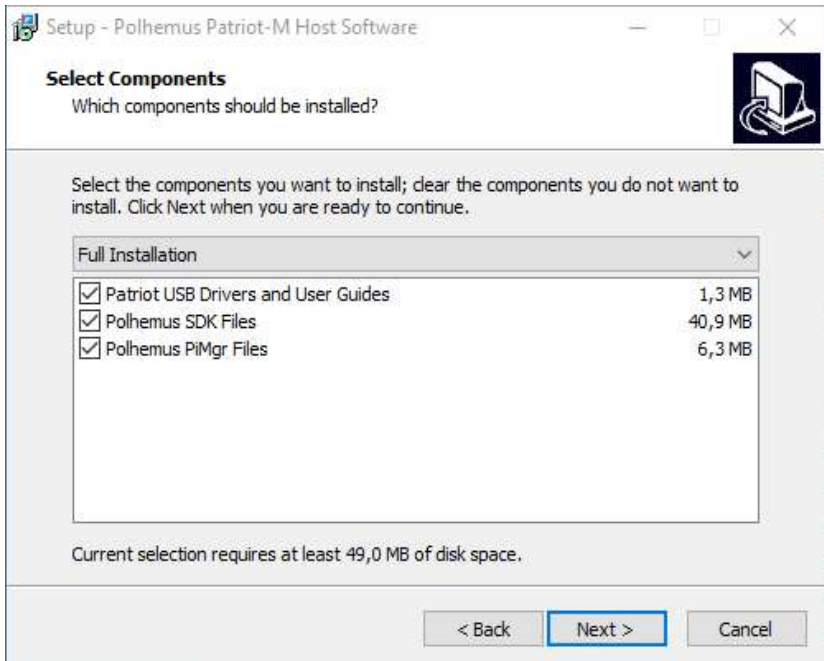 Setup - Polhemus Patriot-M Host Software
Select Components
Which components should be installed?
Select the components you want to install; clear the components you do not want to
install. Click Next when you are ready to continue.
Full Installation
Patriot USB Drivers and User Guides 1,3 MB
Polhemus SDK Files 40,9 MB
Polhemus PiMgr Files 6,3 MB
Current selection requires at least 49,0 MB of disk space.
< Back Next > Cancel